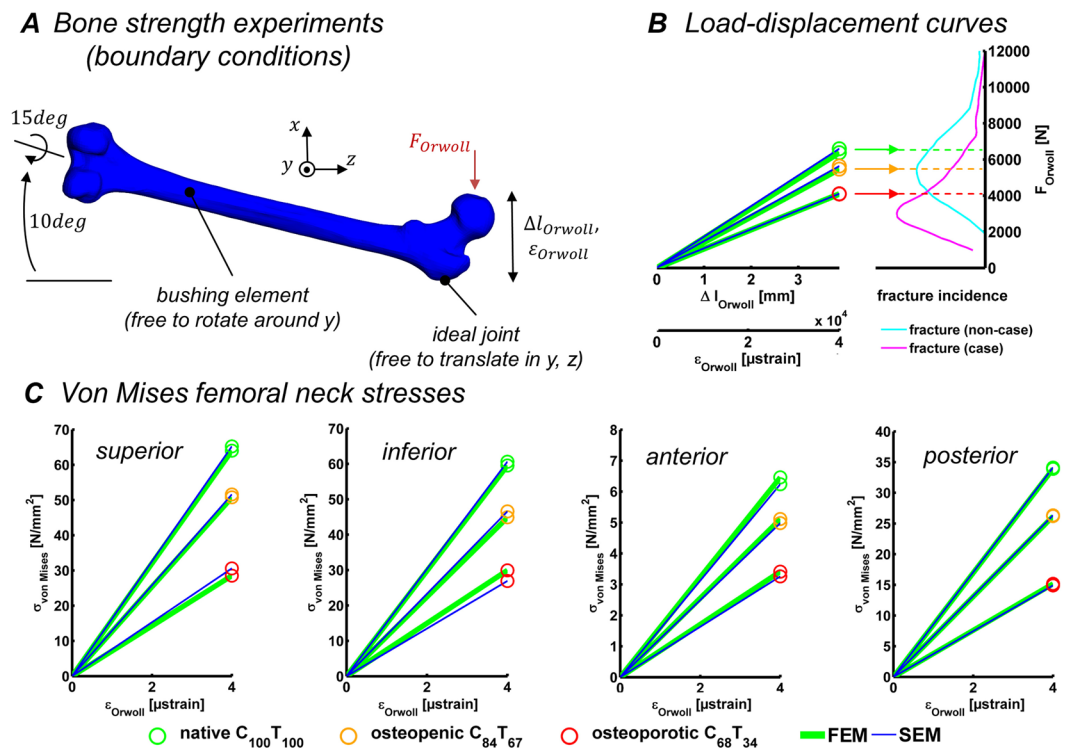 A Bone strength experiments
(boundary conditions)
15deg
10deg
x
y
z
F_Orwoll
Δl_Orwoll,
ε_Orwoll
bushing element
(free to rotate around y)
ideal joint
(free to translate in y, z)
B Load-displacement curves
12000
10000
8000
6000
4000
2000
0
F_Orwoll [N]
0 1 2 3
Δ l_Orwoll [mm]
x 10^4
0 2 4
ε_Orwoll [µstrain]
fracture incidence
fracture (non-case)
fracture (case)
C Von Mises femoral neck stresses
superior
70
60
50
40
30
20
10
0
σ_von Mises [N/mm²]
0 2 4
ε_Orwoll [µstrain]
inferior
70
60
50
40
30
20
10
0
σ_von Mises [N/mm²]
0 2 4
ε_Orwoll [µstrain]
anterior
8
7
6
5
4
3
2
1
0
σ_von Mises [N/mm²]
0 2 4
ε_Orwoll [µstrain]
posterior
40
35
30
25
20
15
10
5
0
σ_von Mises [N/mm²]
0 2 4
ε_Orwoll [µstrain]
native C_100T_100 osteopenic C_84T_67 osteoporotic C_68T_34 FEM SEM